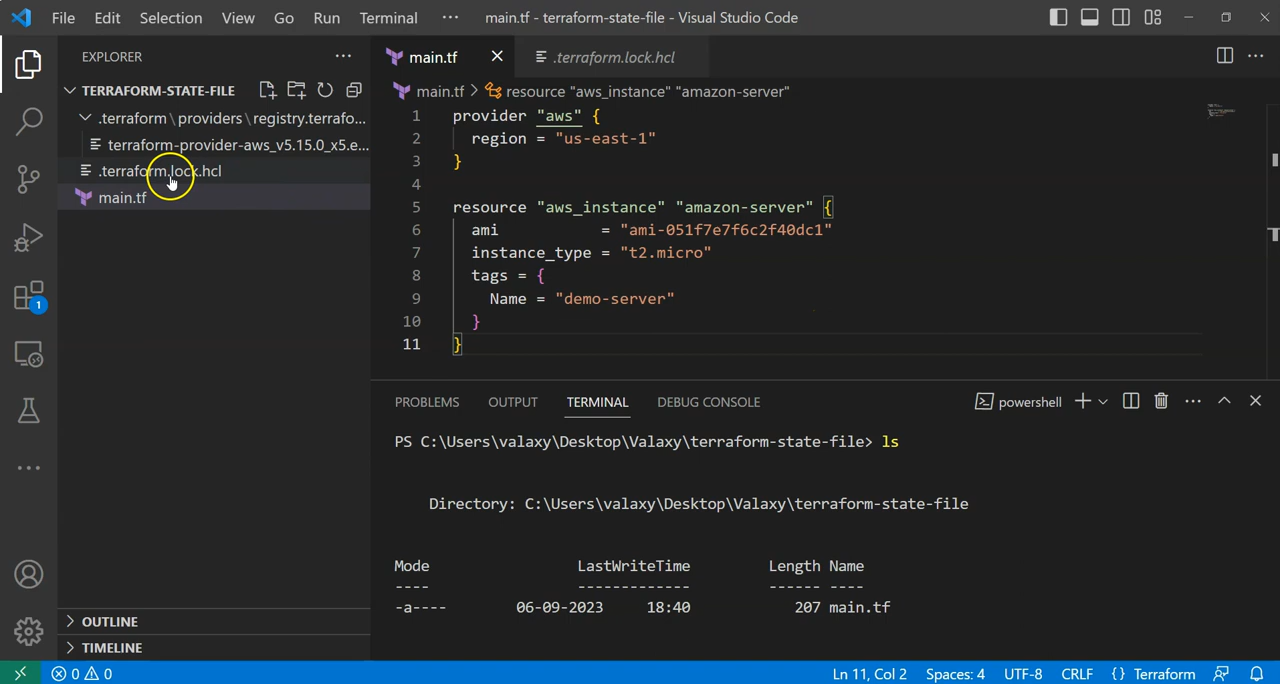 File Edit Selection View Go Run Terminal ··· main.tf - terraform-state-file - Visual Studio Code
EXPLORER ···
TERRAFORM-STATE-FILE
.terraform\providers\registry.terrafo...
terraform-provider-aws_v5.15.0_x5.e...
.terraform.lock.hcl
main.tf
1
OUTLINE
TIMELINE
main.tf .terraform.lock.hcl
main.tf > resource "aws_instance" "amazon-server"
1 provider "aws" {
2 region = "us-east-1"
3 }
4
5 resource "aws_instance" "amazon-server" {
6 ami           = "ami-051f7e7f6c2f40dc1"
7 instance_type = "t2.micro"
8 tags = {
9 Name = "demo-server"
10 }
11 }
PROBLEMS OUTPUT TERMINAL DEBUG CONSOLE powershell
PS C:\Users\valaxy\Desktop\Valaxy\terraform-state-file> ls
Directory: C:\Users\valaxy\Desktop\Valaxy\terraform-state-file
Mode LastWriteTime Length Name
---- ------------- ------ ----
-a---- 06-09-2023 18:40 207 main.tf
0 0 Ln 11, Col 2 Spaces: 4 UTF-8 CRLF {} Terraform